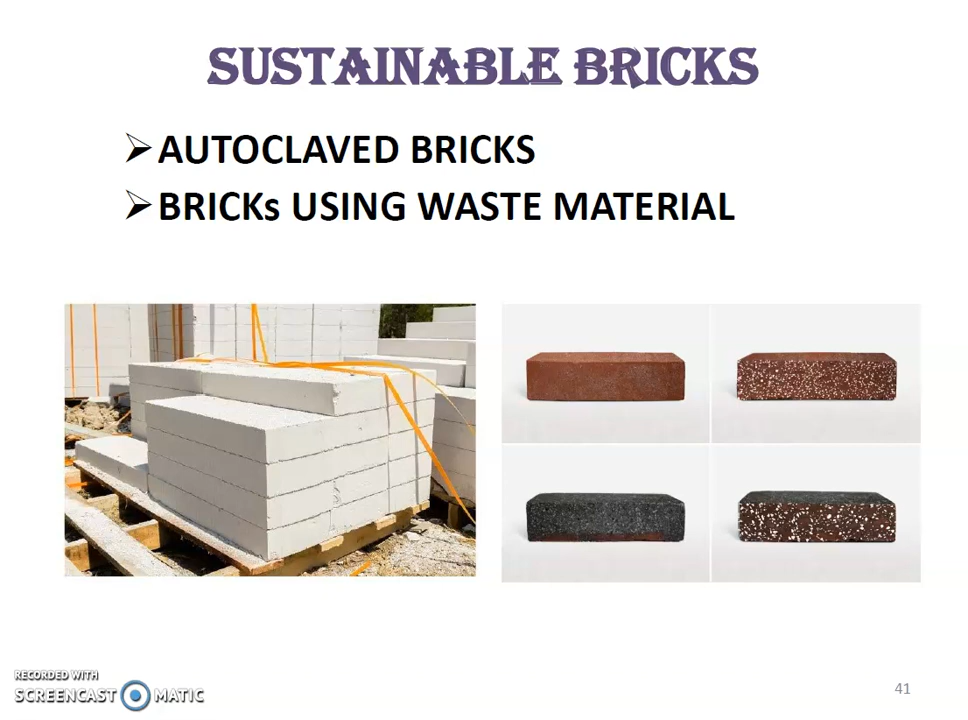 SUSTAINABLE BRICKS
➢AUTOCLAVED BRICKS
➢BRICKs USING WASTE MATERIAL
RECORDED WITH
SCREENCAST MATIC
41